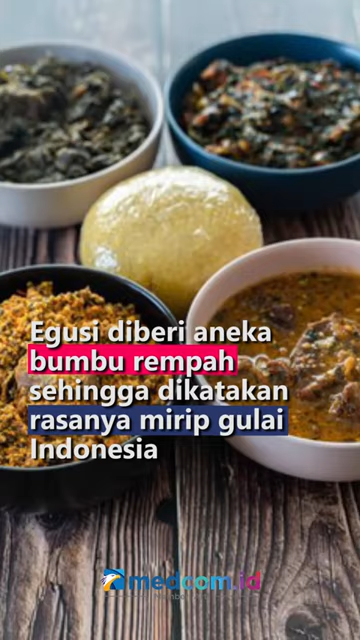 Egusi diberi aneka
bumbu rempah
sehingga dikatakan
rasanya mirip gulai
Indonesia
medcom.id